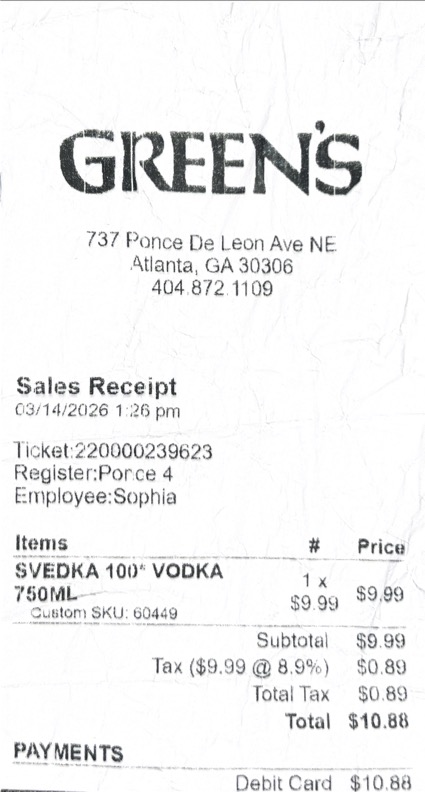 GREEN'S
737 Ponce De Leon Ave NE
Atlanta, GA 30306
404.872.1109
Sales Receipt
03/14/2026 1:26 pm
Ticket:220000239623
Register:Ponce 4
Employee:Sophia
Items # Price
SVEDKA 100* VODKA 750ML 1 x $9.99 $9.99
Custom SKU: 60449
Subtotal $9.99
Tax ($9.99 @ 8.9%) $0.89
Total Tax $0.89
Total $10.88
PAYMENTS
Debit Card $10.88